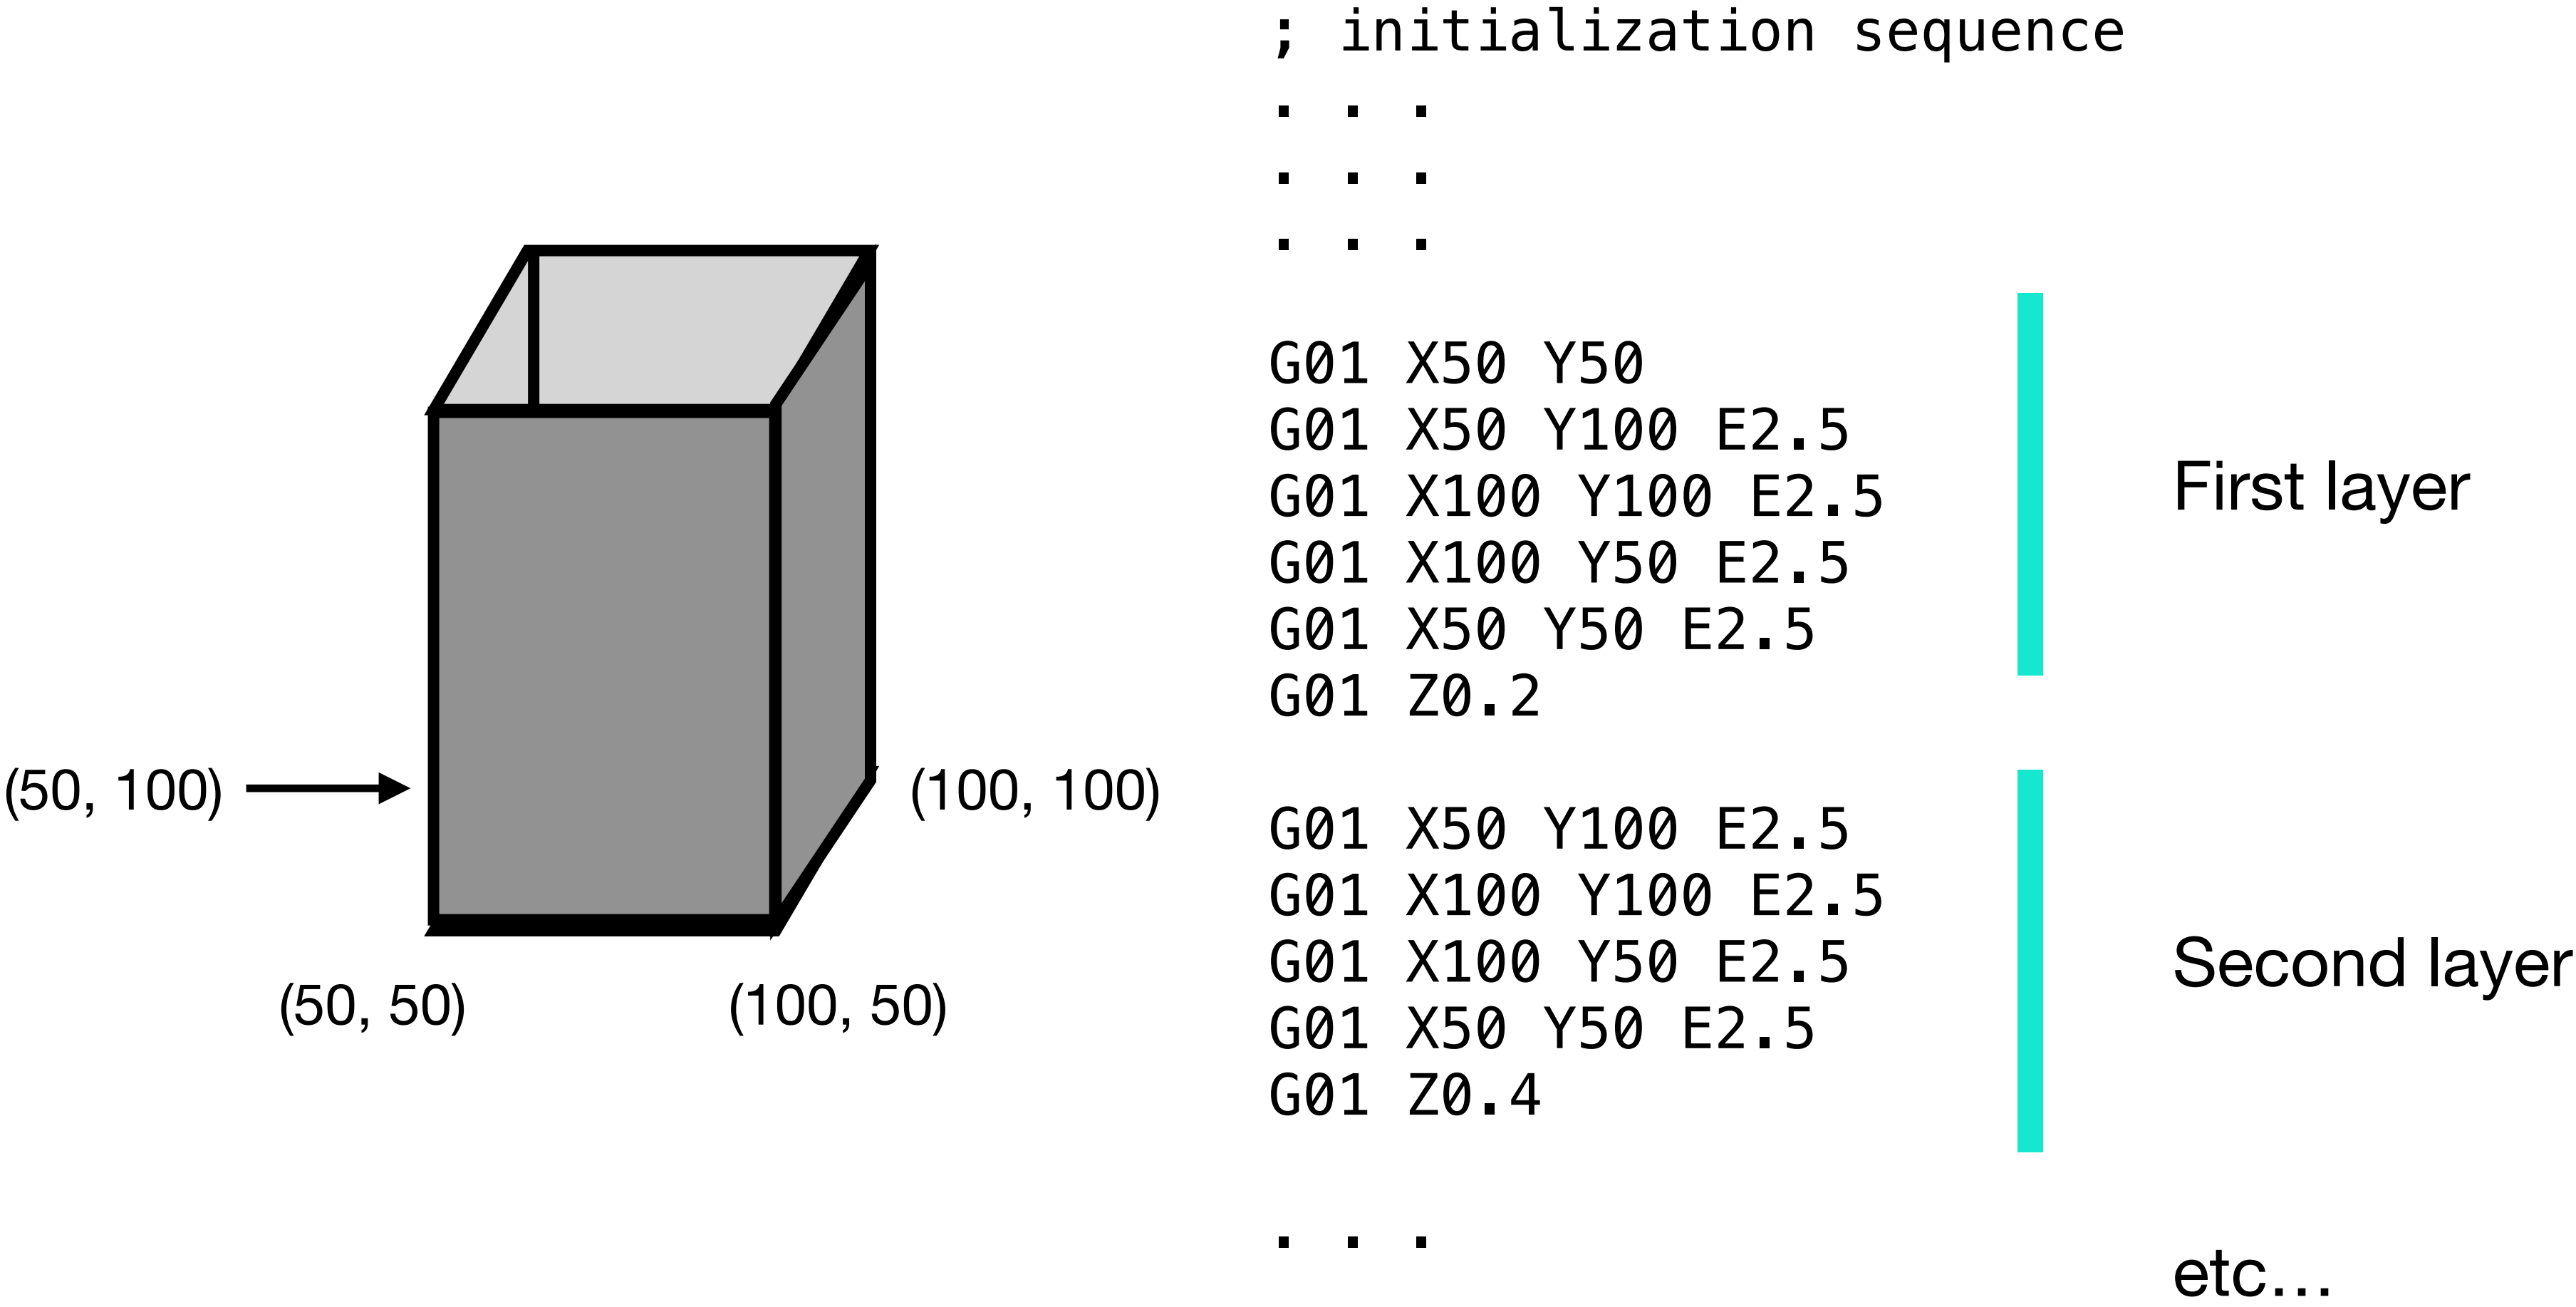 ; initialization sequence
. . .
. . .
. . .
G01 X50 Y50
G01 X50 Y100 E2.5
G01 X100 Y100 E2.5
G01 X100 Y50 E2.5
G01 X50 Y50 E2.5
G01 Z0.2
First layer
G01 X50 Y100 E2.5
G01 X100 Y100 E2.5
G01 X100 Y50 E2.5
G01 X50 Y50 E2.5
G01 Z0.4
Second layer
. . .
etc...
(50, 100)
(100, 100)
(50, 50)
(100, 50)